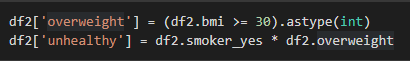 df2['overweight'] = (df2.bmi >= 30).astype(int)
df2['unhealthy'] = df2.smoker_yes * df2.overweight